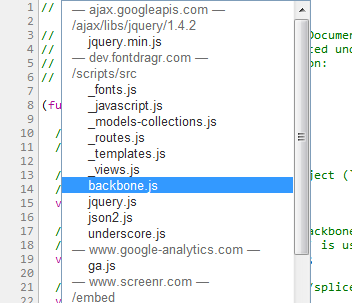 — ajax.googleapis.com —
/ajax/libs/jquery/1.4.2
jquery.min.js
— dev.fontdragr.com —
/scripts/src
_fonts.js
_javascript.js
_models-collections.js
_routes.js
_templates.js
_views.js
backbone.js
jquery.js
json2.js
underscore.js
— www.google-analytics.com —
ga.js
— www.screenr.com —
/embed
1 //
2
3 // Docume
4 // ted und
5 // on:
6 //
7
8 (fu
9
10 /
11 /
12
13 / ject (
14 /
15 v
16
17 / ackbone
18 / is us
19 v
20
21 / /splice